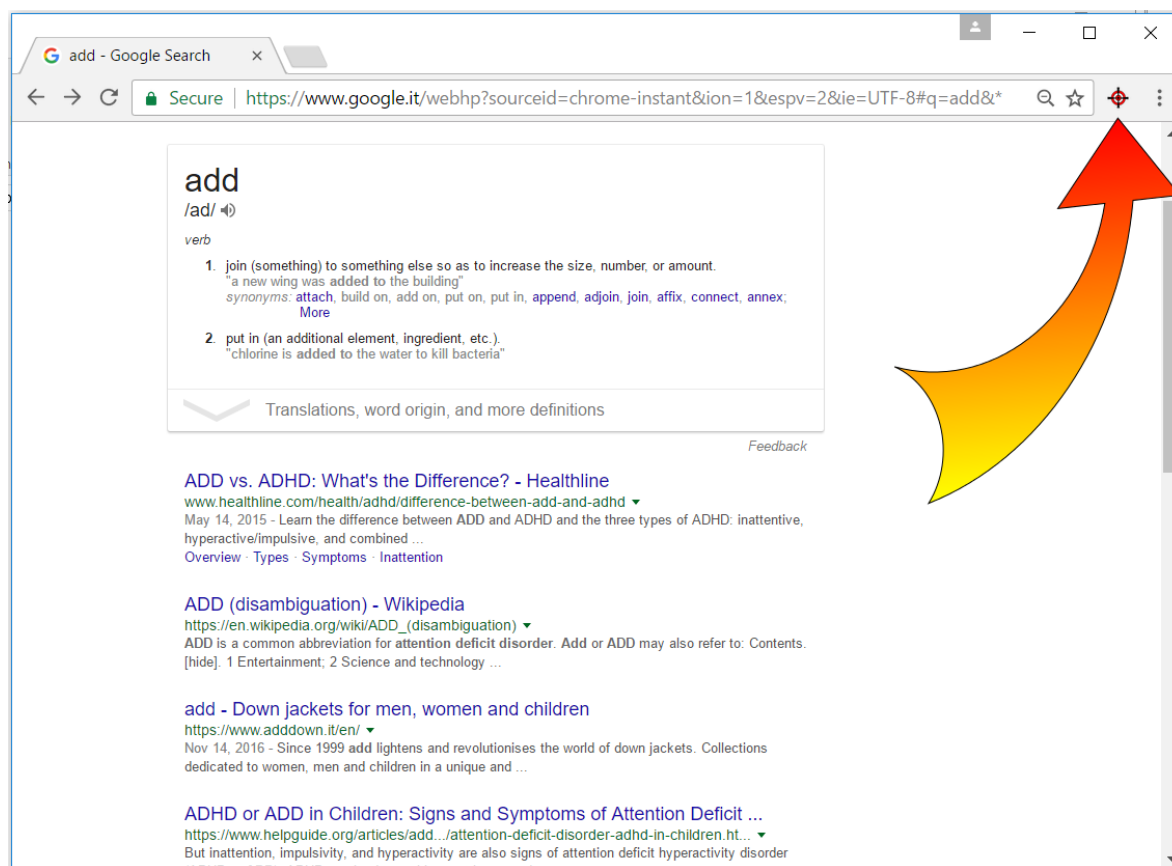 add - Google Search
Secure | https://www.google.it/webhp?sourceid=chrome-instant&ion=1&espv=2&ie=UTF-8#q=add&*
add
/ad/
verb
1. join (something) to something else so as to increase the size, number, or amount.
"a new wing was added to the building"
synonyms: attach, build on, add on, put on, put in, append, adjoin, join, affix, connect, annex;
More
2. put in (an additional element, ingredient, etc.).
"chlorine is added to the water to kill bacteria"
Translations, word origin, and more definitions
Feedback
ADD vs. ADHD: What's the Difference? - Healthline
www.healthline.com/health/adhd/difference-between-add-and-adhd
May 14, 2015 - Learn the difference between ADD and ADHD and the three types of ADHD: inattentive,
hyperactive/impulsive, and combined ...
Overview · Types · Symptoms · Inattention
ADD (disambiguation) - Wikipedia
https://en.wikipedia.org/wiki/ADD_(disambiguation)
ADD is a common abbreviation for attention deficit disorder. Add or ADD may also refer to: Contents.
[hide]. 1 Entertainment; 2 Science and technology ...
add - Down jackets for men, women and children
https://www.adddown.it/en/
Nov 14, 2016 - Since 1999 add lightens and revolutionises the world of down jackets. Collections
dedicated to women, men and children in a unique and ...
ADHD or ADD in Children: Signs and Symptoms of Attention Deficit ...
https://www.helpguide.org/articles/add.../attention-deficit-disorder-adhd-in-children.ht...
But inattention, impulsivity, and hyperactivity are also signs of attention deficit hyperactivity disorder